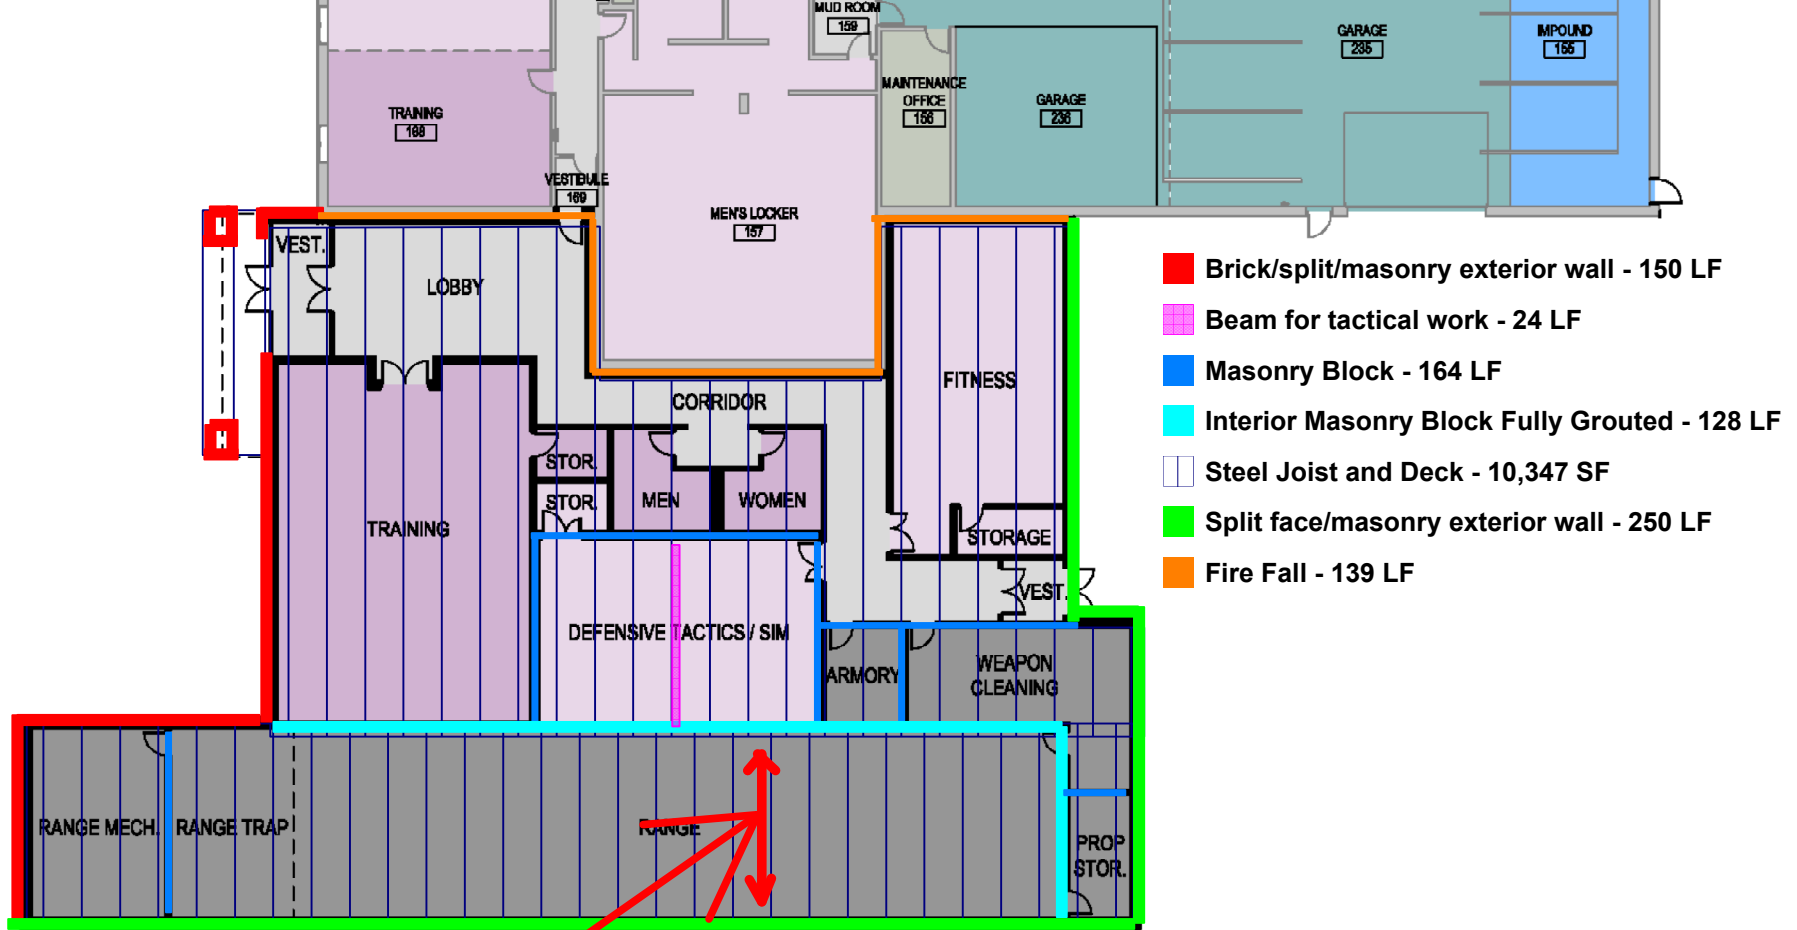 MUD ROOM
159
GARAGE
235
IMPOUND
155
MAINTENANCE
OFFICE
156
GARAGE
236
TRAINING
188
VESTIBULE
169
MEN'S LOCKER
157
VEST.
LOBBY
Brick/split/masonry exterior wall - 150 LF
Beam for tactical work - 24 LF
Masonry Block - 164 LF
Interior Masonry Block Fully Grouted - 128 LF
Steel Joist and Deck - 10,347 SF
Split face/masonry exterior wall - 250 LF
Fire Fall - 139 LF
FITNESS
CORRIDOR
STOR.
STOR.
MEN
WOMEN
TRAINING
STORAGE
VEST.
DEFENSIVE TACTICS / SIM
ARMORY
WEAPON
CLEANING
RANGE MECH.
RANGE TRAP
RANGE
PROP
STOR.